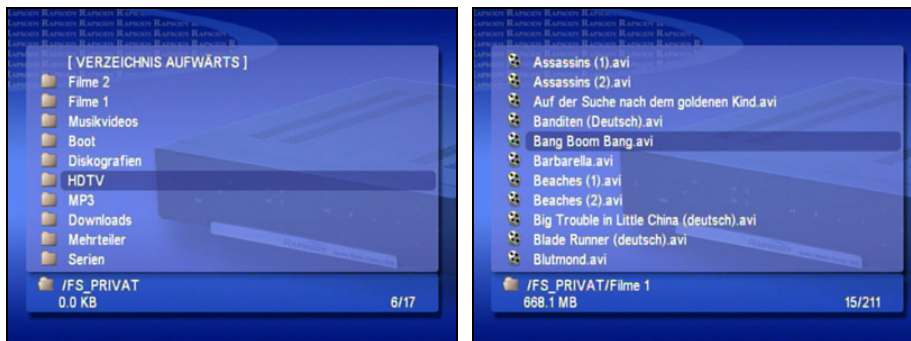 [ VERZEICHNIS AUFWÄRTS ]
Filme 2
Filme 1
Musikvideos
Boot
Diskografien
HDTV
MP3
Downloads
Mehrteiler
Serien
/FS_PRIVAT
0.0 KB 6/17
Assassins (1).avi
Assassins (2).avi
Auf der Suche nach dem goldenen Kind.avi
Banditen (Deutsch).avi
Bang Boom Bang.avi
Barbarella.avi
Beaches (1).avi
Beaches (2).avi
Big Trouble in Little China (deutsch).avi
Blade Runner (deutsch).avi
Blutmond.avi
/FS_PRIVAT/Filme 1
668.1 MB 15/211